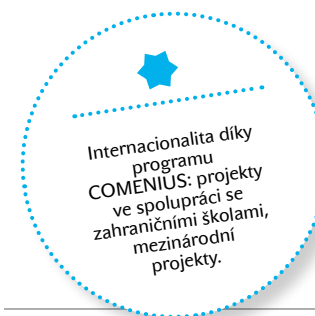 Internacionalita díky
programu
COMENIUS: projekty
ve spolupráci se
zahraničními školami,
mezinárodní
projekty.